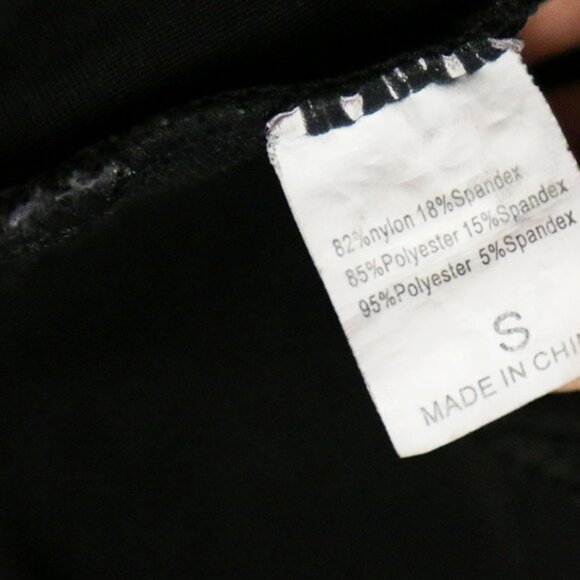 82%nylon 18%Spandex
85%Polyester 15%Spandex
95%Polyester 5%Spandex
S
MADE IN CHIN